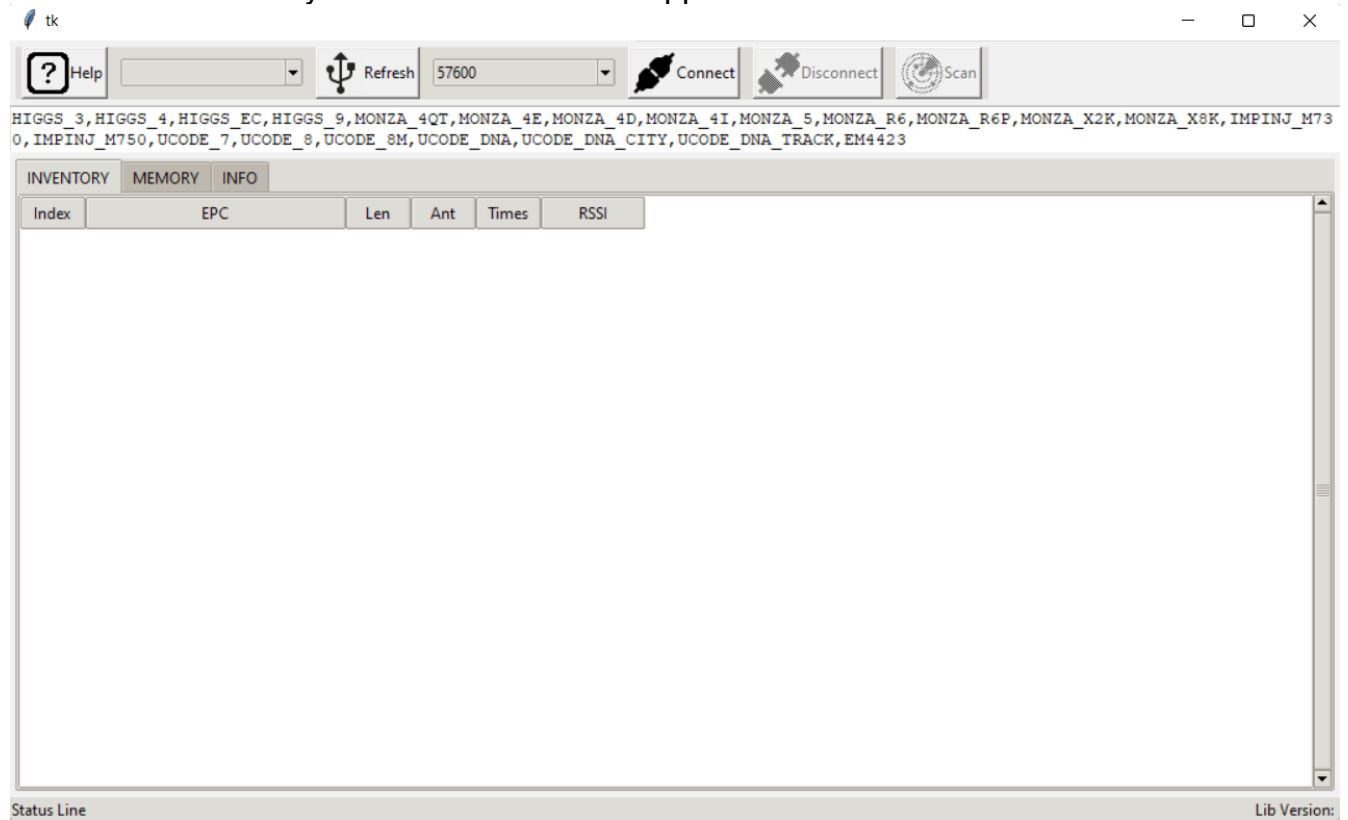 tk
Help Refresh 57600 Connect Disconnect Scan
HIGGS_3,HIGGS_4,HIGGS_EC,HIGGS_9,MONZA_4QT,MONZA_4E,MONZA_4D,MONZA_4I,MONZA_5,MONZA_R6,MONZA_R6P,MONZA_X2K,MONZA_X8K,IMPINJ_M73
0,IMPINJ_M750,UCODE_7,UCODE_8,UCODE_8M,UCODE_DNA,UCODE_DNA_CITY,UCODE_DNA_TRACK,EM4423
INVENTORY MEMORY INFO
Index EPC Len Ant Times RSSI
Status Line Lib Version: